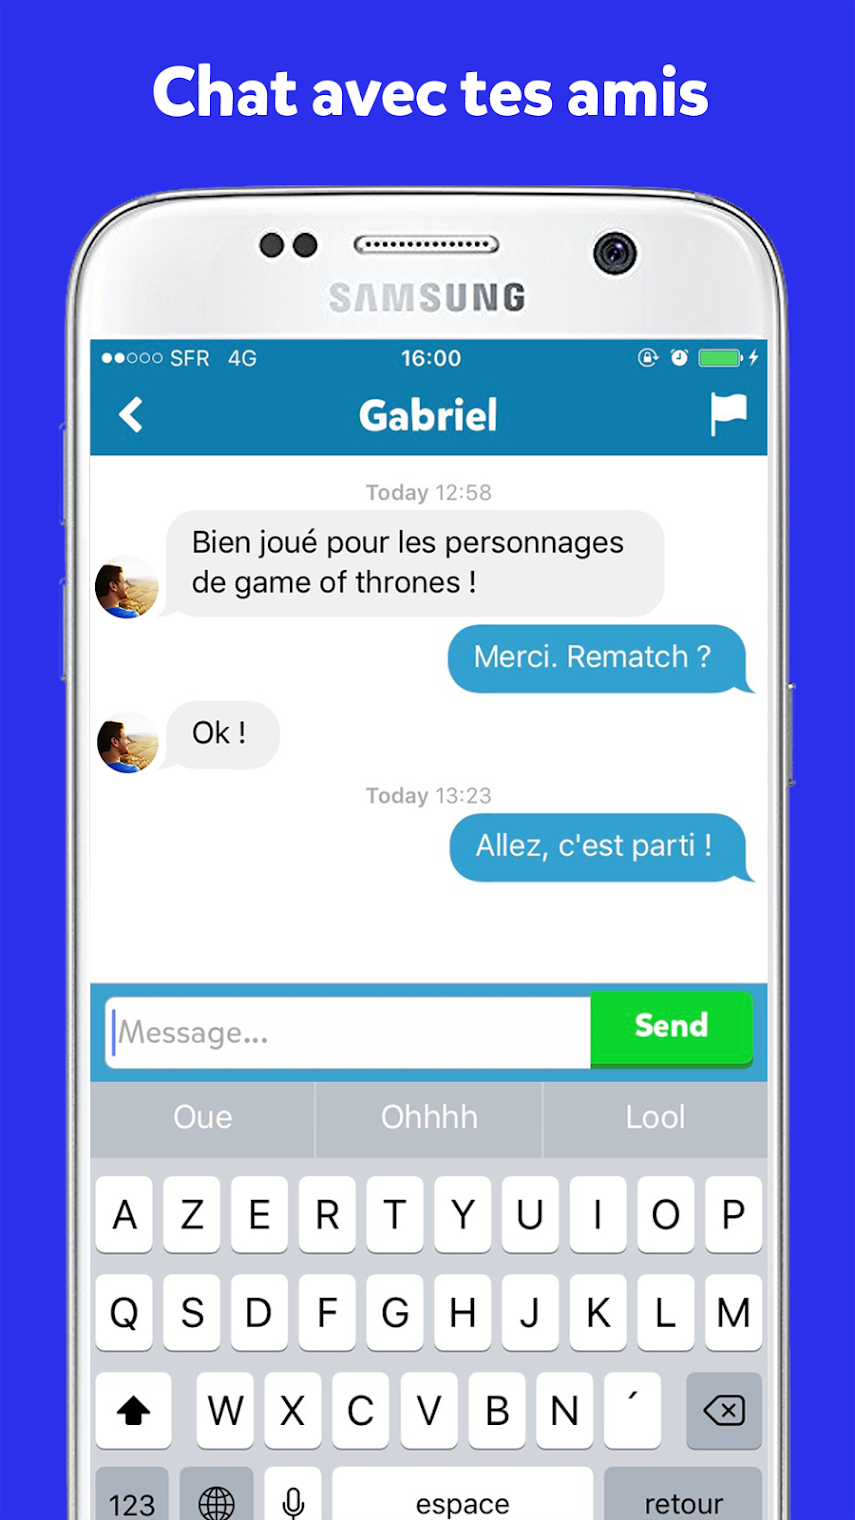 Chat avec tes amis
SAMSUNG
SFR 4G 16:00
Gabriel
Today 12:58
Bien joué pour les personnages
de game of thrones !
Merci. Rematch ?
Ok !
Today 13:23
Allez, c'est parti !
Message... Send
Oue Ohhhh Lool
A Z E R T Y U I O P
Q S D F G H J K L M
W X C V B N ´
123 espace retour